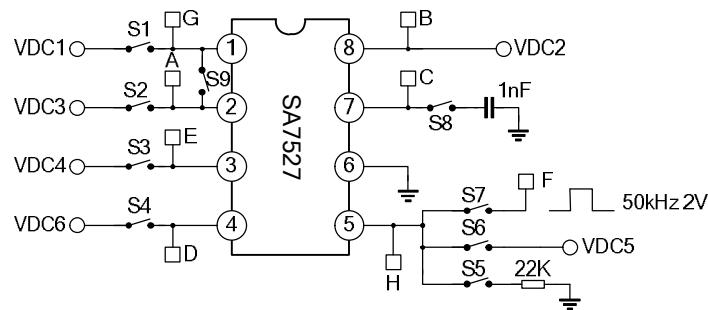 G
B
VDC1
S1
1
8
VDC2
A
S9
C
1nF
VDC3
S2
2
7
S8
SA7527
E
VDC4
S3
3
6
F
S7
50kHz 2V
VDC6
S4
4
5
S6
VDC5
D
H
S5
22K